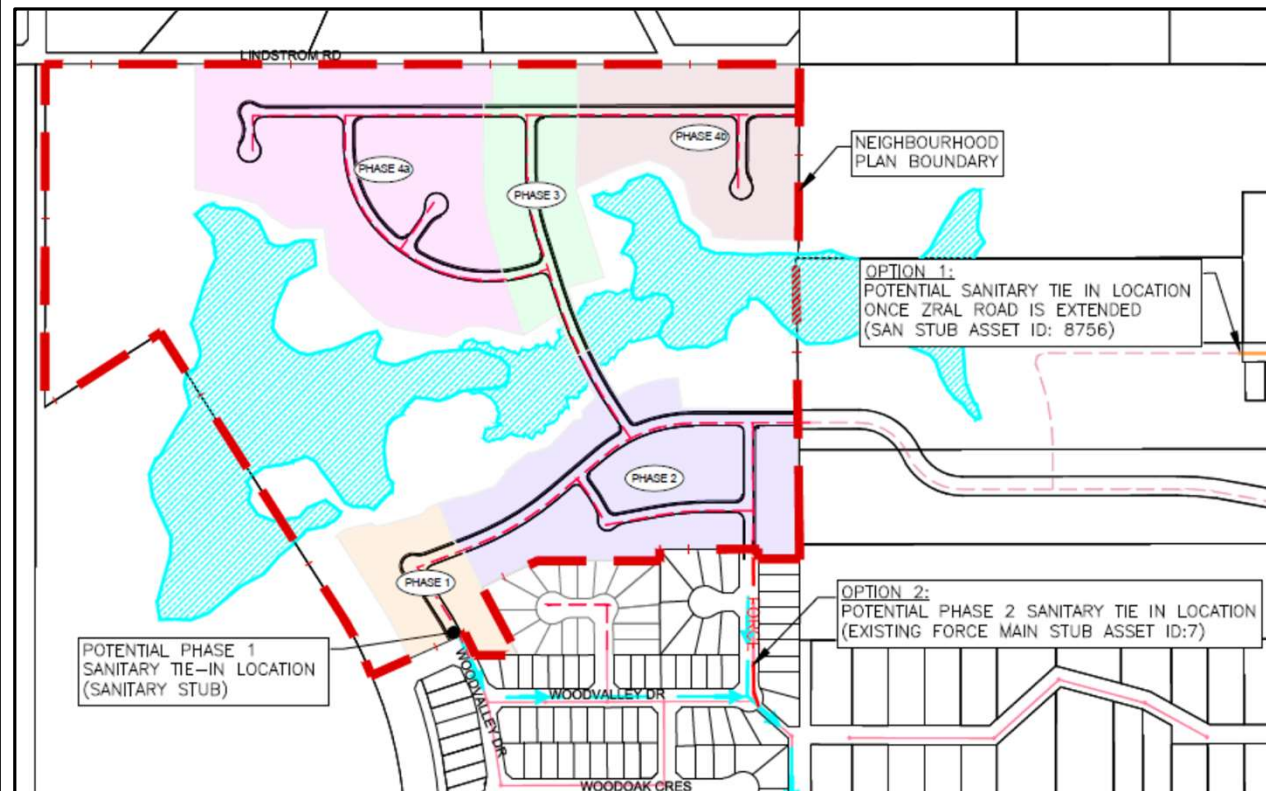 LINDSTROM RD
PHASE 4b
NEIGHBOURHOOD
PLAN BOUNDARY
PHASE 4a
PHASE 3
OPTION 1:
POTENTIAL SANITARY TIE IN LOCATION
ONCE ZRAL ROAD IS EXTENDED
(SAN STUB ASSET ID: 8756)
PHASE 2
PHASE 1
OPTION 2:
POTENTIAL PHASE 2 SANITARY TIE IN LOCATION
(EXISTING FORCE MAIN STUB ASSET ID:7)
FORCE
POTENTIAL PHASE 1
SANITARY TIE-IN LOCATION
(SANITARY STUB)
WOODVALLEY DR
WOODVALLEY DR
WOODOAK CRES